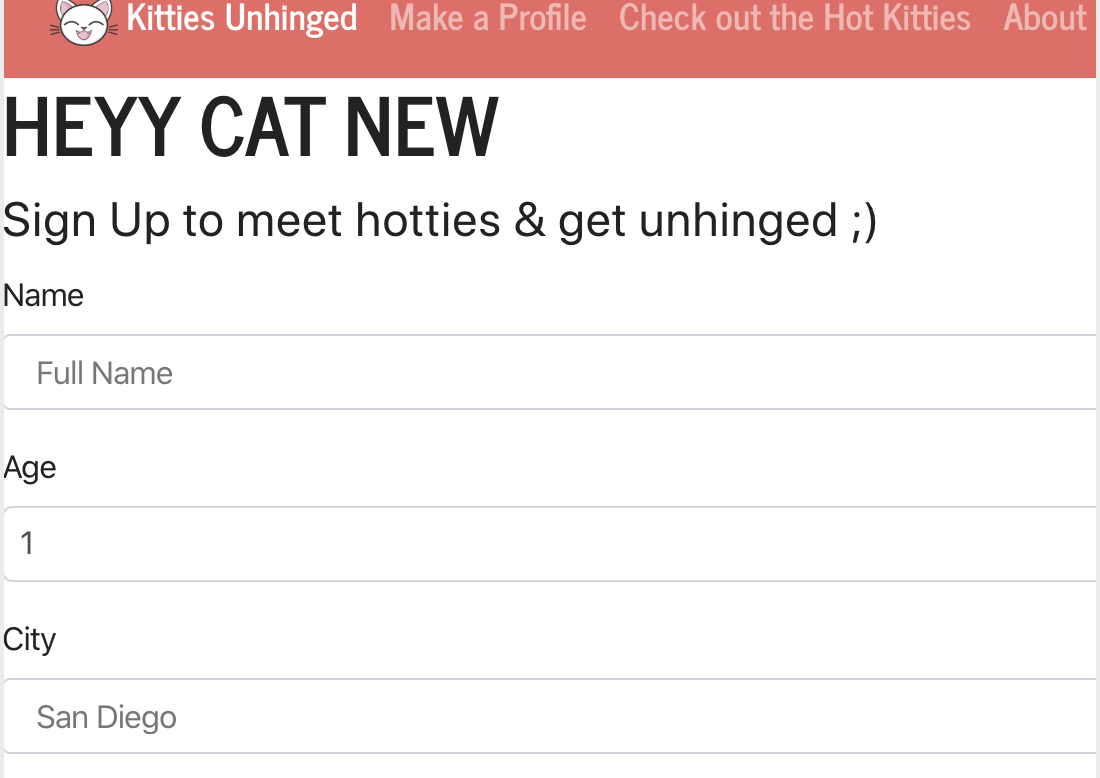 Kitties Unhinged Make a Profile Check out the Hot Kitties About
HEYY CAT NEW
Sign Up to meet hotties & get unhinged ;)
Name
Full Name
Age
1
City
San Diego